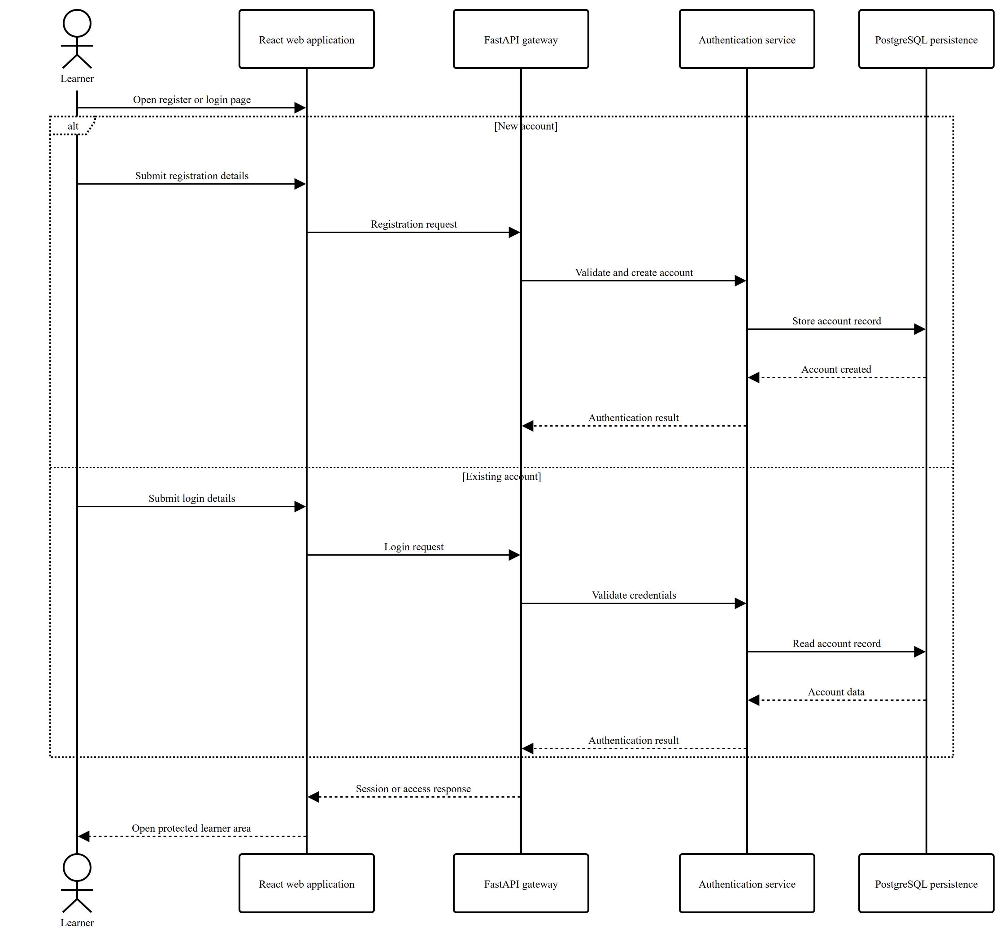 React web application
FastAPI gateway
Authentication service
PostgreSQL persistence
Learner
Open register or login page
alt
[New account]
Submit registration details
Registration request
Validate and create account
Store account record
Account created
Authentication result
[Existing account]
Submit login details
Login request
Validate credentials
Read account record
Account data
Authentication result
Session or access response
Open protected learner area
React web application
FastAPI gateway
Authentication service
PostgreSQL persistence
Learner